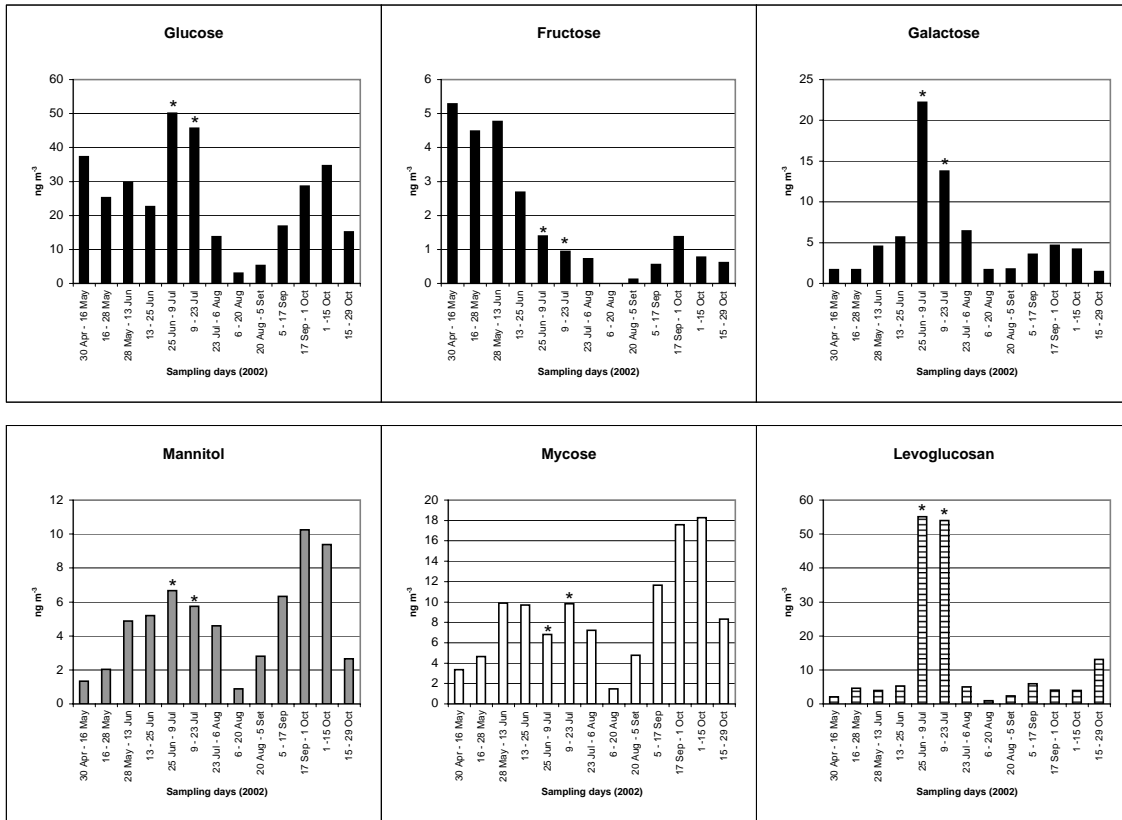 Glucose
60
50
40
30
20
10
0
ng m-3
*
*
30 Apr - 16 May
16 - 28 May
28 May - 13 Jun
13 - 25 Jun
25 Jun - 9 Jul
9 - 23 Jul
23 Jul - 6 Aug
6 - 20 Aug
20 Aug - 5 Set
5 - 17 Sep
17 Sep - 1 Oct
1 -15 Oct
15 - 29 Oct
Sampling days (2002)
Fructose
6
5
4
3
2
1
0
ng m-3
*
*
30 Apr - 16 May
16 - 28 May
28 May - 13 Jun
13 - 25 Jun
25 Jun - 9 Jul
9 - 23 Jul
23 Jul - 6 Aug
6 - 20 Aug
20 Aug - 5 Set
5 - 17 Sep
17 Sep - 1 Oct
1 -15 Oct
15 - 29 Oct
Sampling days (2002)
Galactose
25
20
15
10
5
0
ng m-3
*
*
30 Apr - 16 May
16 - 28 May
28 May - 13 Jun
13 - 25 Jun
25 Jun - 9 Jul
9 - 23 Jul
23 Jul - 6 Aug
6 - 20 Aug
20 Aug - 5 Set
5 - 17 Sep
17 Sep - 1 Oct
1 -15 Oct
15 - 29 Oct
Sampling days (2002)
Mannitol
12
10
8
6
4
2
0
ng m-3
*
*
30 Apr - 16 May
16 - 28 May
28 May - 13 Jun
13 - 25 Jun
25 Jun - 9 Jul
9 - 23 Jul
23 Jul - 6 Aug
6 - 20 Aug
20 Aug - 5 Set
5 - 17 Sep
17 Sep - 1 Oct
1 -15 Oct
15 - 29 Oct
Sampling days (2002)
Mycose
20
18
16
14
12
10
8
6
4
2
0
ng m-3
*
*
30 Apr - 16 May
16 - 28 May
28 May - 13 Jun
13 - 25 Jun
25 Jun - 9 Jul
9 - 23 Jul
23 Jul - 6 Aug
6 - 20 Aug
20 Aug - 5 Set
5 - 17 Sep
17 Sep - 1 Oct
1 -15 Oct
15 - 29 Oct
Sampling days (2002)
Levoglucosan
60
50
40
30
20
10
0
ng m-3
*
*
30 Apr - 16 May
16 - 28 May
28 May - 13 Jun
13 - 25 Jun
25 Jun - 9 Jul
9 - 23 Jul
23 Jul - 6 Aug
6 - 20 Aug
20 Aug - 5 Set
5 - 17 Sep
17 Sep - 1 Oct
1 -15 Oct
15 - 29 Oct
Sampling days (2002)